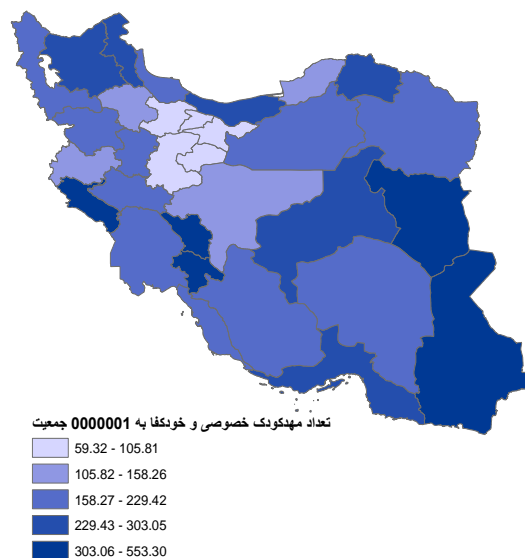 تعداد مهدکودک خصوصی و خودکفا به 0000001 جمعیت
59.32 - 105.81
105.82 - 158.26
158.27 - 229.42
229.43 - 303.05
303.06 - 553.30